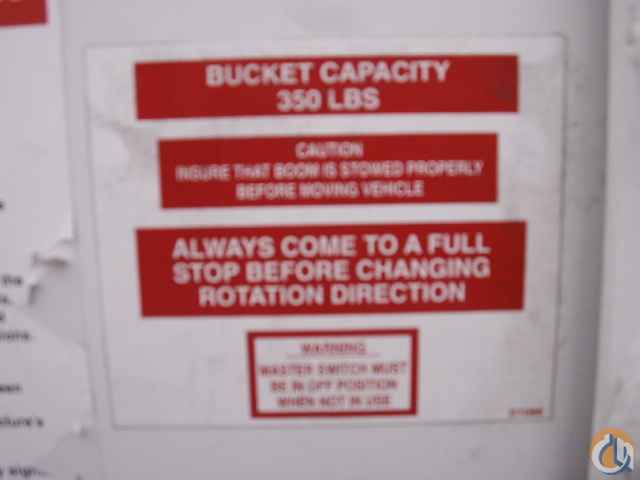 BUCKET CAPACITY
350 LBS
CAUTION
INSURE THAT BOOM IS STOWED PROPERLY
BEFORE MOVING VEHICLE
ALWAYS COME TO A FULL
STOP BEFORE CHANGING
ROTATION DIRECTION
WARNING
MASTER SWITCH MUST
BE IN OFF POSITION
WHEN NOT IN USE
the